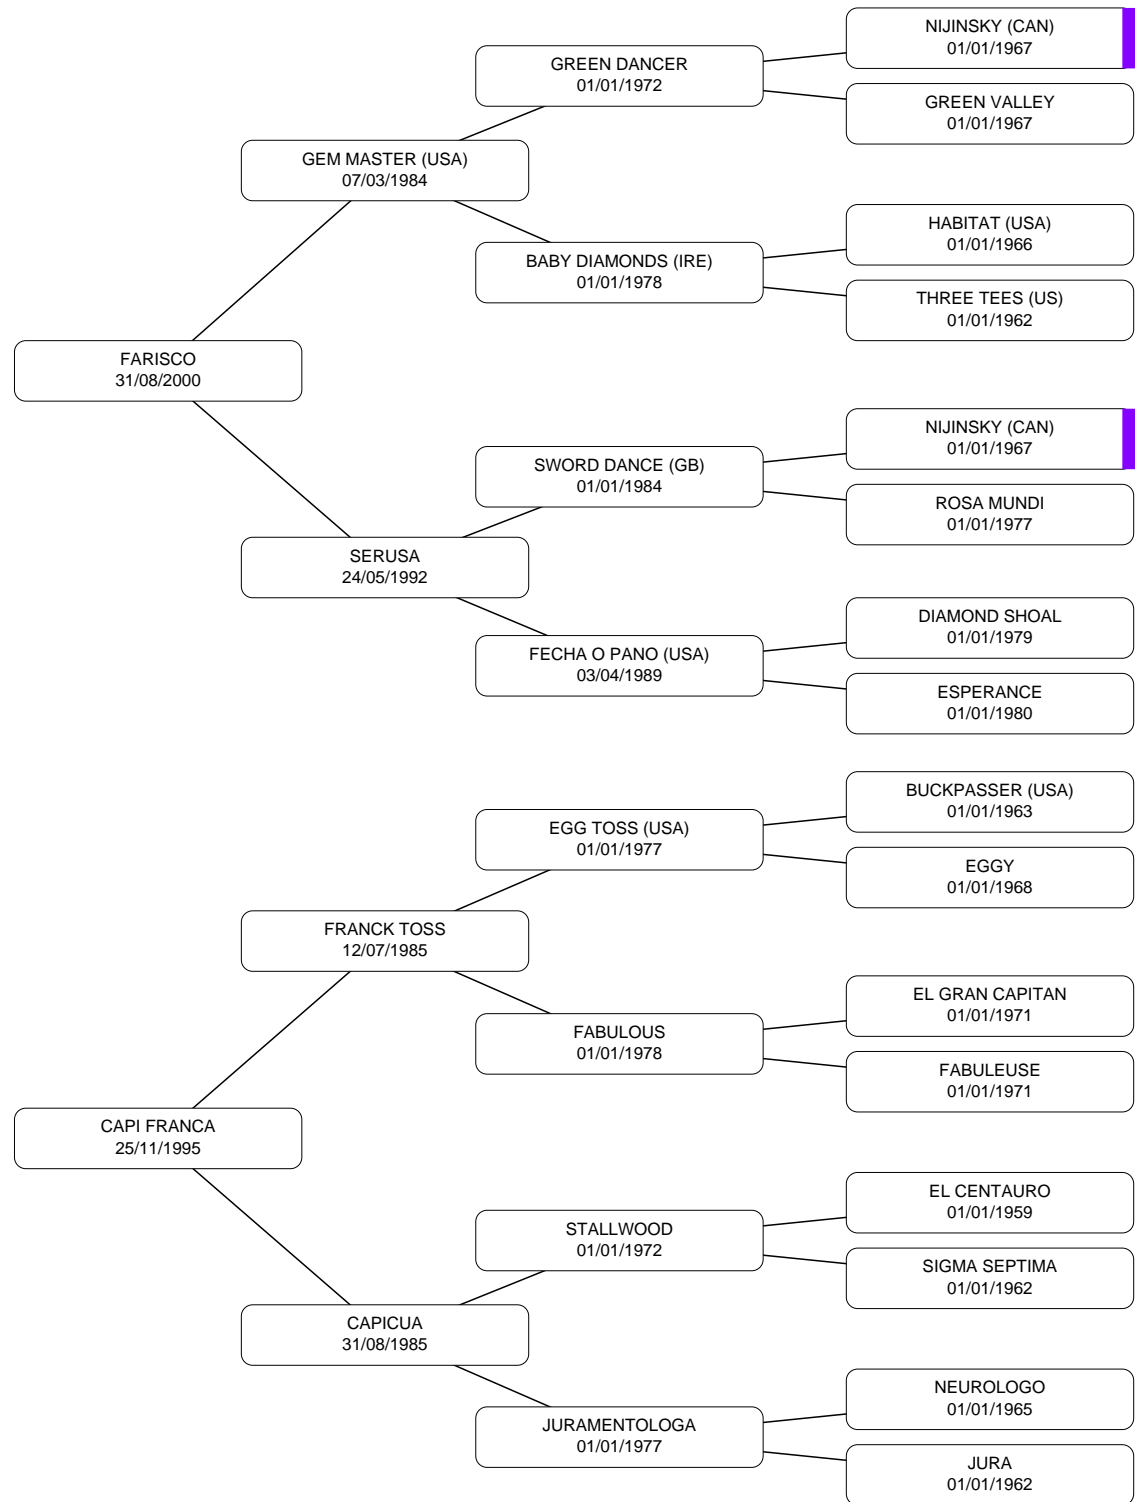 NIJINSKY (CAN)
01/01/1967
GREEN DANCER
01/01/1972
GREEN VALLEY
01/01/1967
GEM MASTER (USA)
07/03/1984
HABITAT (USA)
01/01/1966
BABY DIAMONDS (IRE)
01/01/1978
THREE TEES (US)
01/01/1962
FARISCO
31/08/2000
NIJINSKY (CAN)
01/01/1967
SWORD DANCE (GB)
01/01/1984
ROSA MUNDI
01/01/1977
SERUSA
24/05/1992
DIAMOND SHOAL
01/01/1979
FECHA O PANO (USA)
03/04/1989
ESPERANCE
01/01/1980
BUCKPASSER (USA)
01/01/1963
EGG TOSS (USA)
01/01/1977
EGGY
01/01/1968
FRANCK TOSS
12/07/1985
EL GRAN CAPITAN
01/01/1971
FABULOUS
01/01/1978
FABULEUSE
01/01/1971
CAPI FRANCA
25/11/1995
EL CENTAURO
01/01/1959
STALLWOOD
01/01/1972
SIGMA SEPTIMA
01/01/1962
CAPICUA
31/08/1985
NEUROLOGO
01/01/1965
JURAMENTOLOGA
01/01/1977
JURA
01/01/1962